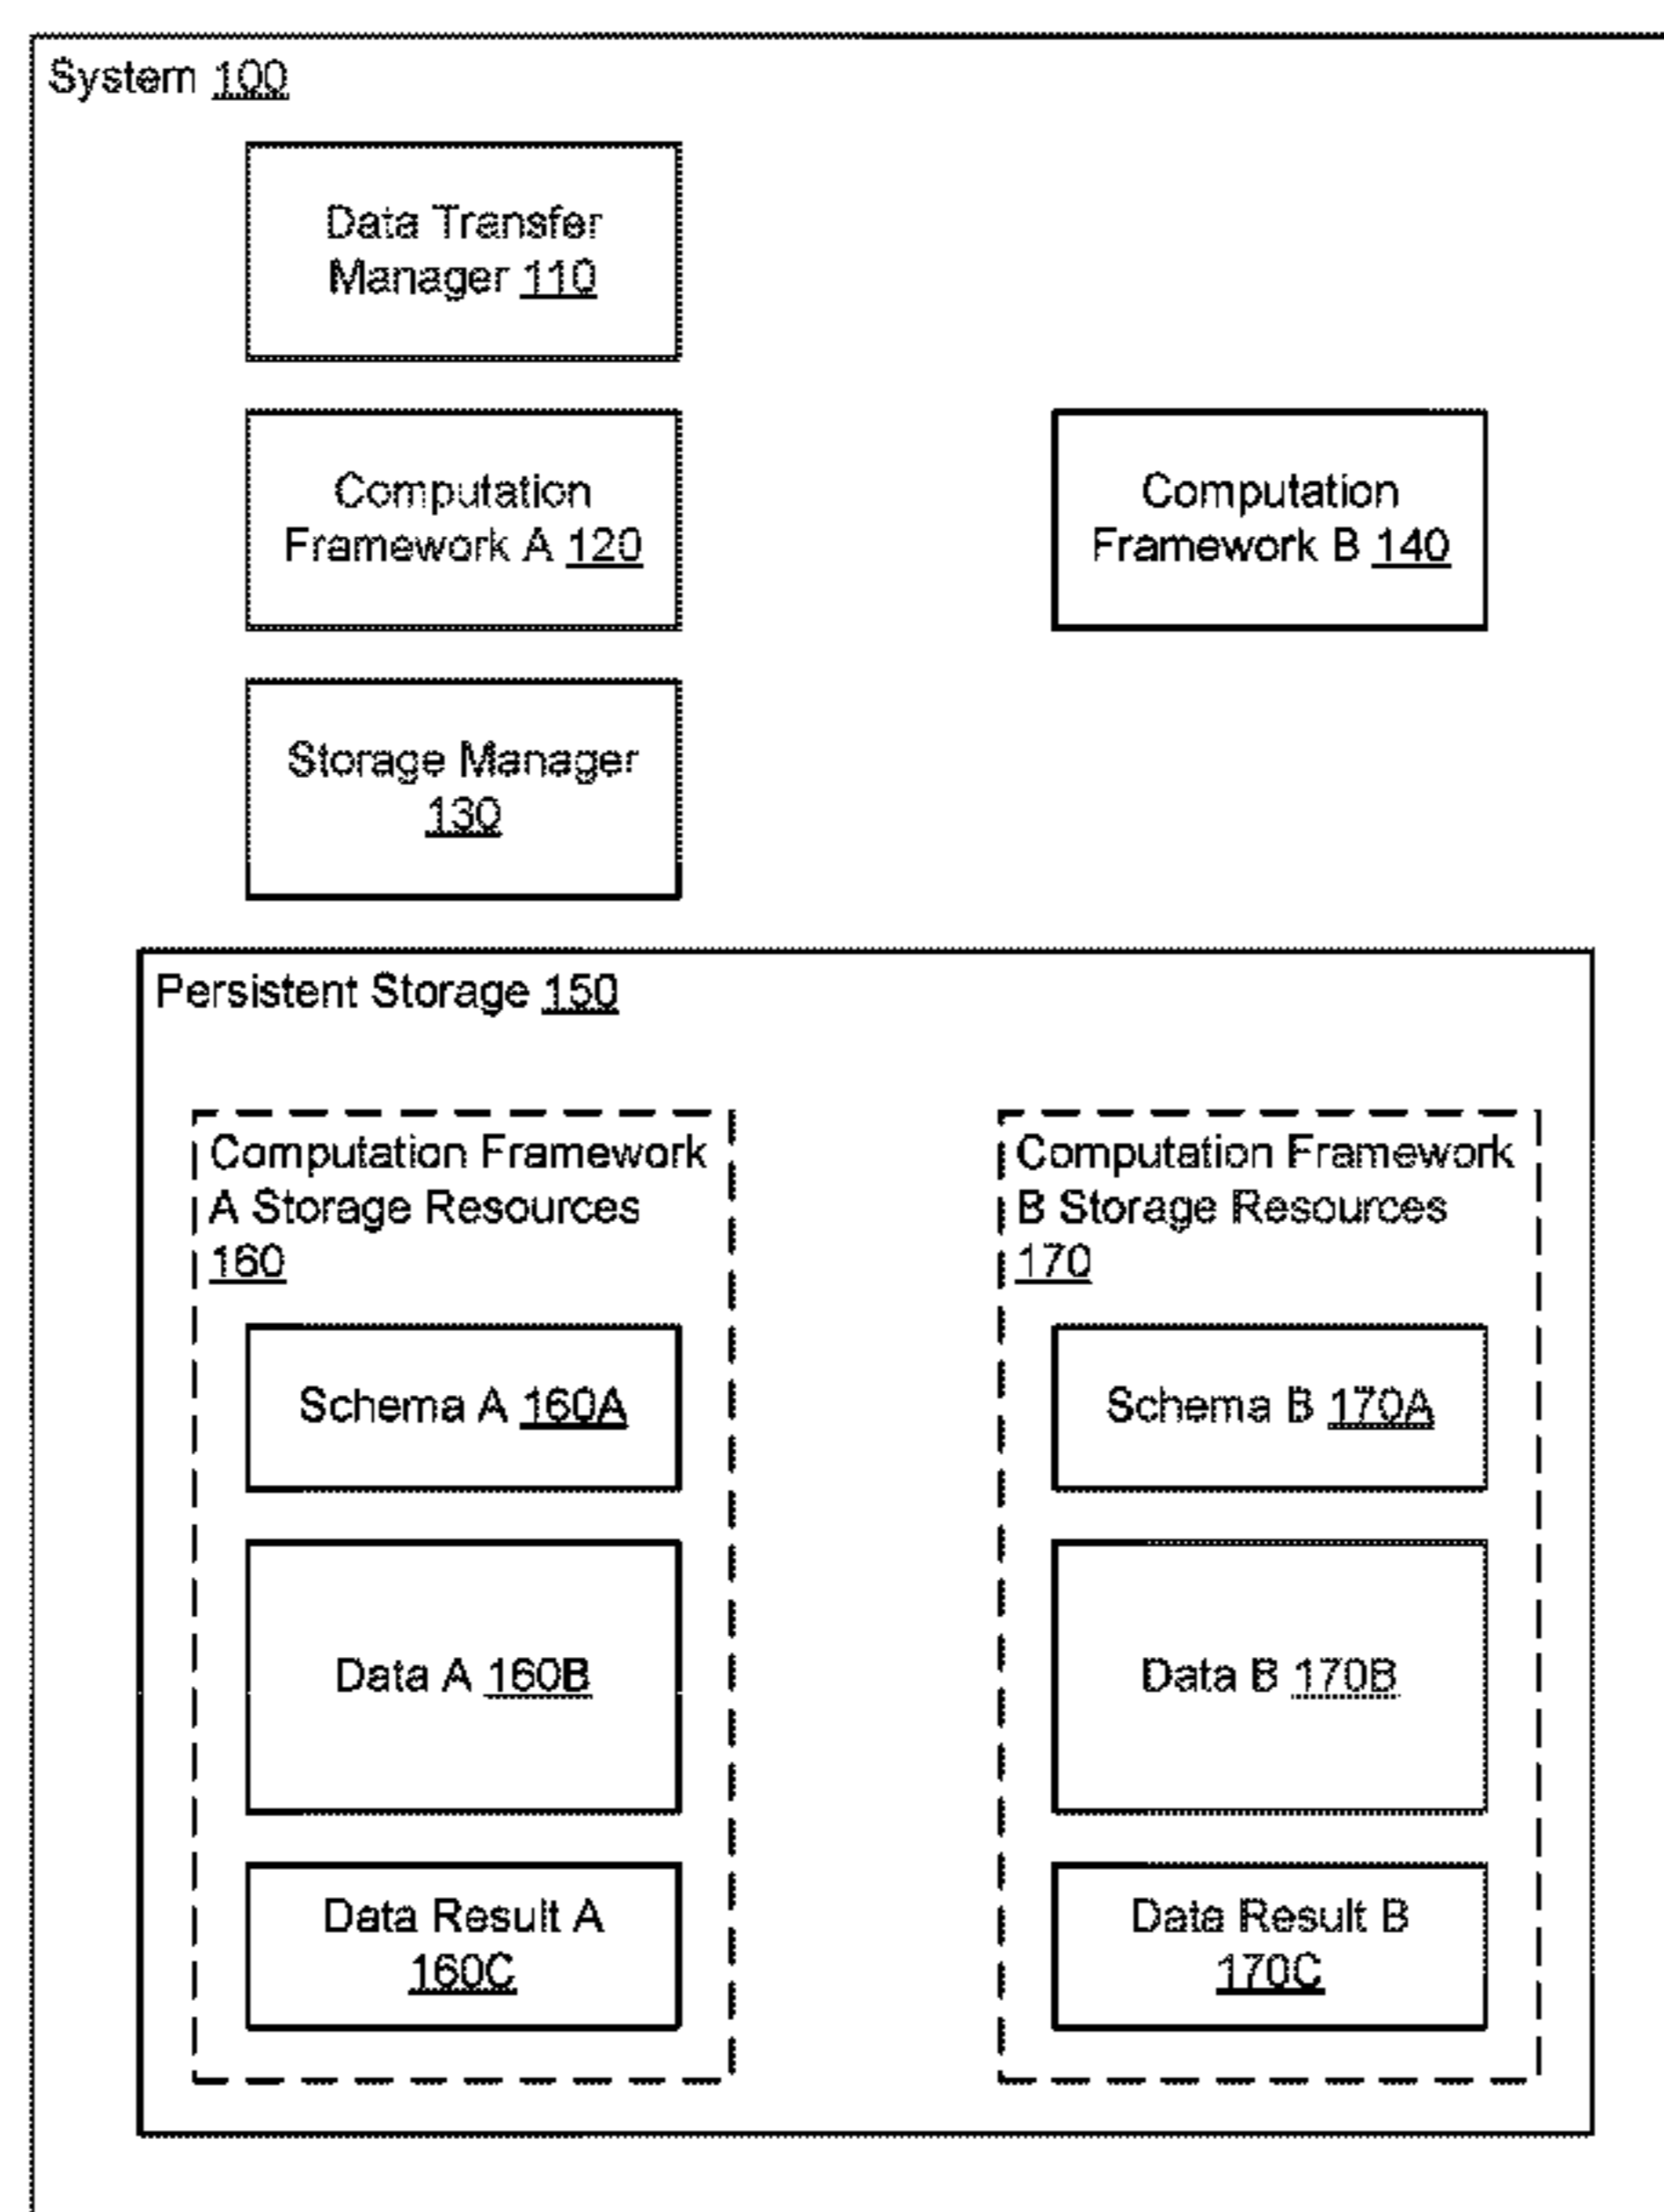 System 100
Data Transfer
Manager 110
Computation
Framework A 120
Computation
Framework B 140
Storage Manager
130
Persistent Storage 150
Computation Framework
A Storage Resources
160
Schema A 160A
Data A 160B
Data Result A
160C
Computation Framework
B Storage Resources
170
Schema B 170A
Data B 170B
Data Result B
170C